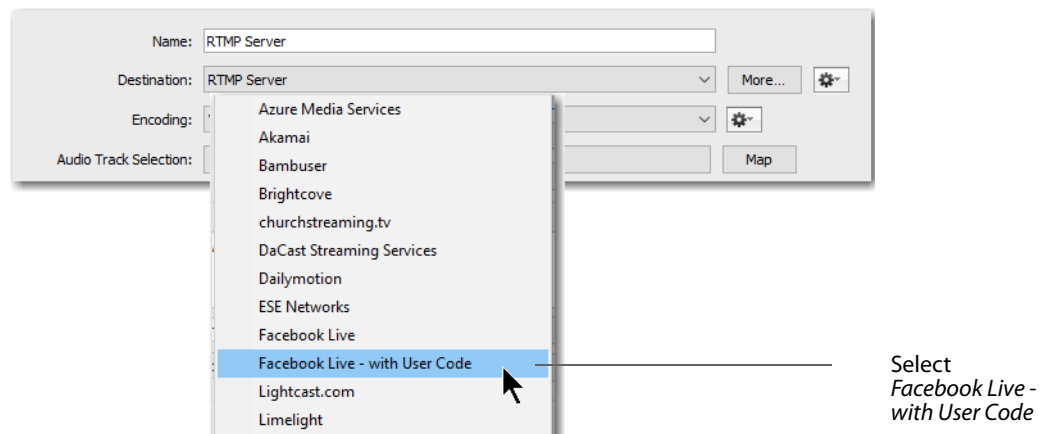 Name: RTMP Server
Destination: RTMP Server More...
Encoding:
Audio Track Selection: Map
Azure Media Services
Akamai
Bambuser
Brightcove
churchstreaming.tv
DaCast Streaming Services
Dailymotion
ESE Networks
Facebook Live
Facebook Live - with User Code
Lightcast.com
Limelight
Select
Facebook Live -
with User Code